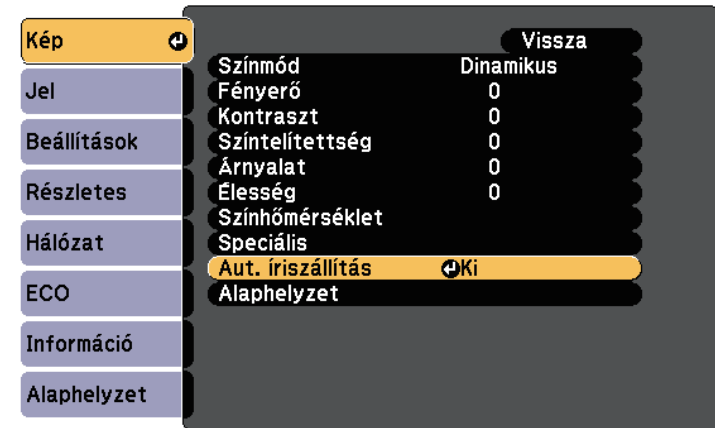 Kép
Jel
Beállítások
Részletes
Hálózat
ECO
Információ
Alaphelyzet
Vissza
Színmód Dinamikus
Fényerő 0
Kontraszt 0
Színtelítettség 0
Árnyalat 0
Élesség 0
Színhőmérséklet
Speciális
Aut. íriszállítás Ki
Alaphelyzet